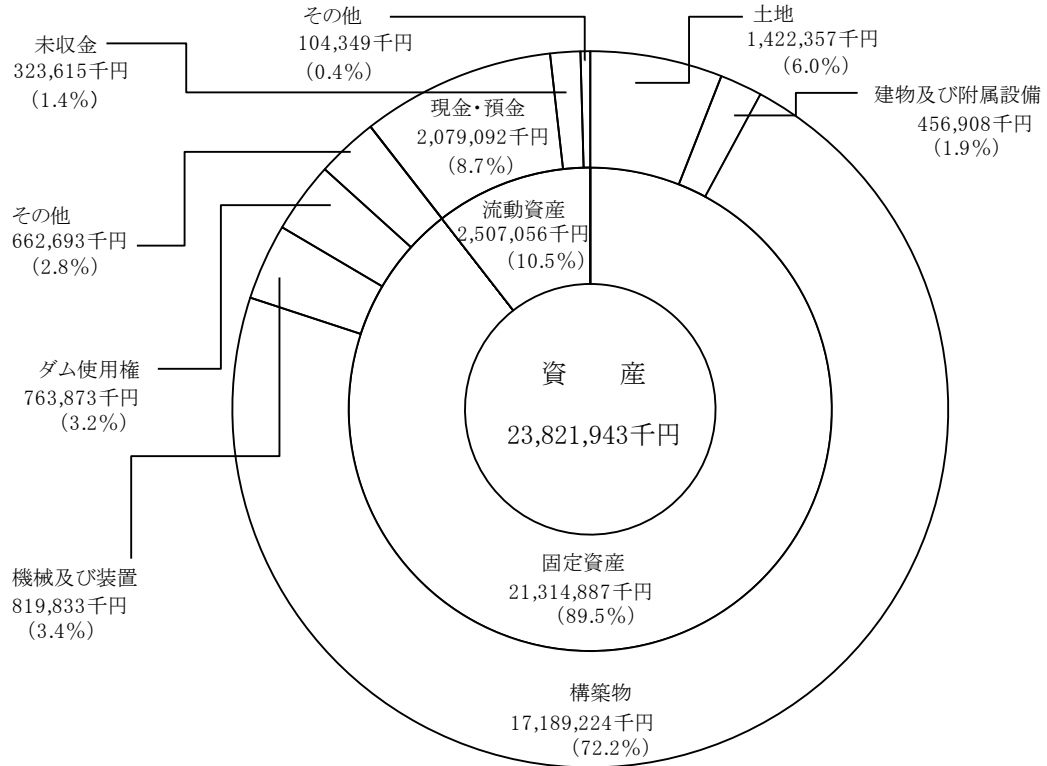 その他
104,349千円
(0.4%)
土地
1,422,357千円
(6.0%)
未収金
323,615千円
(1.4%)
建物及び附属設備
456,908千円
(1.9%)
現金・預金
2,079,092千円
(8.7%)
その他
662,693千円
(2.8%)
流動資産
2,507,056千円
(10.5%)
ダム使用権
763,873千円
(3.2%)
資　産
23,821,943千円
機械及び装置
819,833千円
(3.4%)
固定資産
21,314,887千円
(89.5%)
構築物
17,189,224千円
(72.2%)